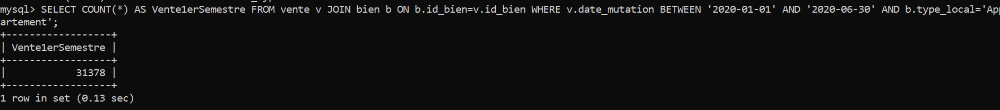 mysql> SELECT COUNT(*) AS Vente1erSemestre FROM vente v JOIN bien b ON b.id_bien=v.id_bien WHERE v.date_mutation BETWEEN '2020-01-01' AND '2020-06-30' AND b.type_local='App
artement';
+------------------+
| Vente1erSemestre |
+------------------+
|            31378 |
+------------------+
1 row in set (0.13 sec)